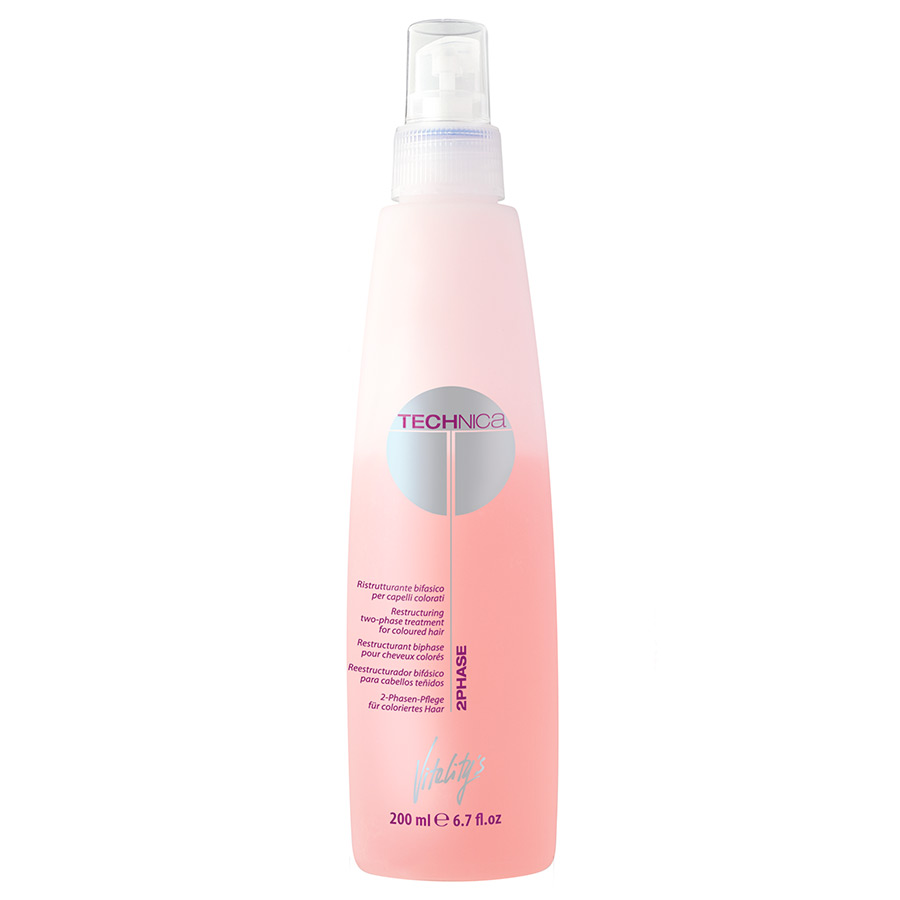 TECHNICA
Ristrutturante bifasico
per capelli colorati
Restructuring
two-phase treatment
for coloured hair
Restructurant biphase
pour cheveux colorés
Reestructurador bifásico
para cabellos teñidos
2-Phasen-Pflege
für coloriertes Haar
2PHASE
Vitality's
200 ml ℮ 6.7 fl.oz